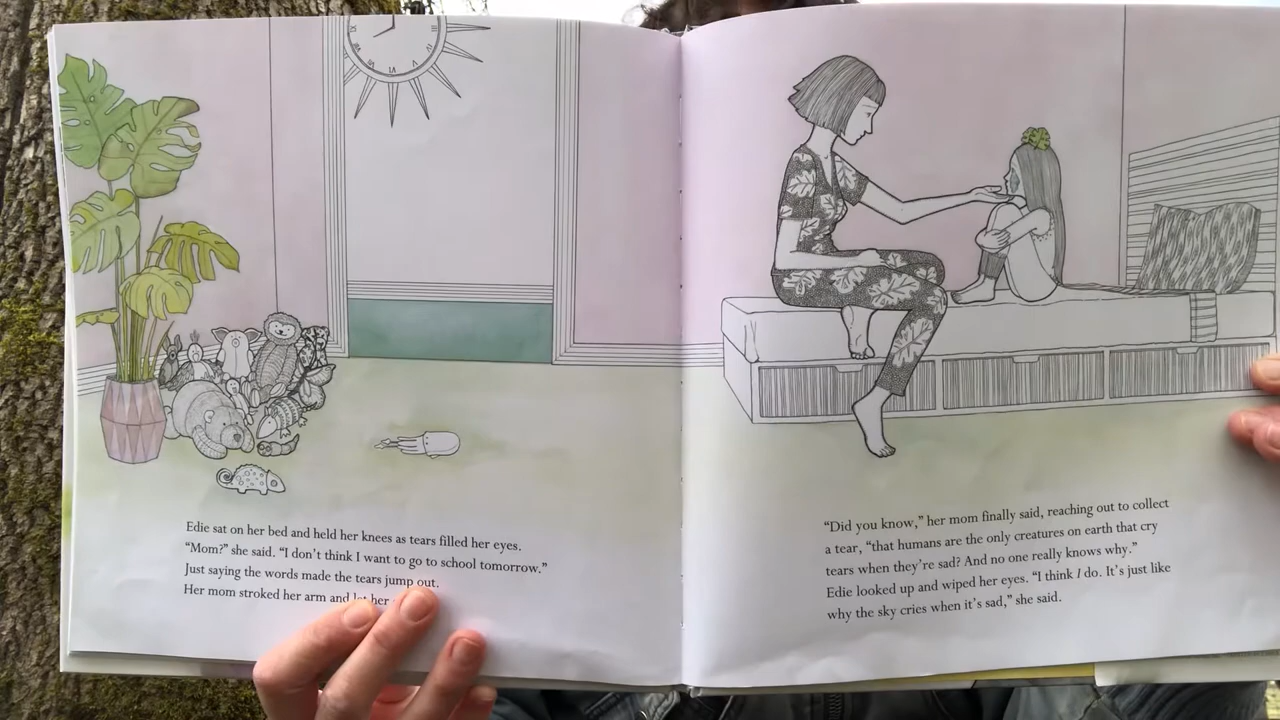 Edie sat on her bed and held her knees as tears filled her eyes.
“Mom?” she said. “I don’t think I want to go to school tomorrow.”
Just saying the words made the tears jump out.
Her mom stroked her arm and let her
“Did you know,” her mom finally said, reaching out to collect
a tear, “that humans are the only creatures on earth that cry
tears when they’re sad? And no one really knows why.”
Edie looked up and wiped her eyes. “I think I do. It’s just like
why the sky cries when it’s sad,” she said.